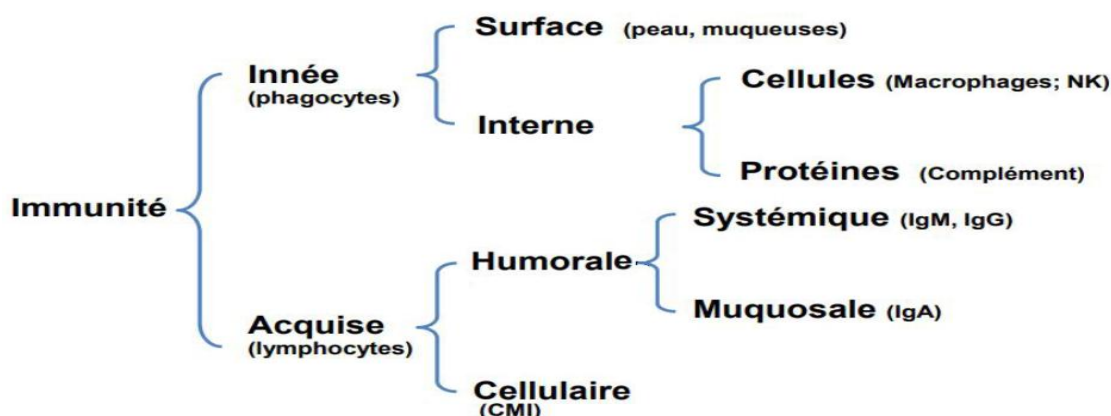 Surface (peau, muqueuses)
Innée
(phagocytes)
Cellules (Macrophages; NK)
Interne
Protéines (Complément)
Immunité
Systémique (IgM, IgG)
Humorale
Muquosale (IgA)
Acquise
(lymphocytes)
Cellulaire
(CMI)